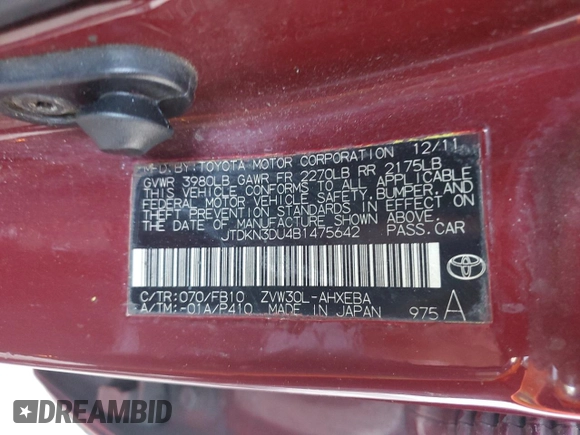 MFD. BY: TOYOTA MOTOR CORPORATION 12/11
GVWR 3980LB GAWR FR 2270LB RR 2175LB
THIS VEHICLE CONFORMS TO ALL APPLICABLE
FEDERAL MOTOR VEHICLE SAFETY, BUMPER, AND
THEFT PREVENTION STANDARDS IN EFFECT ON
THE DATE OF MANUFACTURE SHOWN ABOVE.
JTDKN3DU4B1475642 PASS.CAR
C/TR:070/FB10 ZVW30L-AHXEBA
A/TM:-01A/P410 MADE IN JAPAN 975 A
TOYOTA
DREAMBID